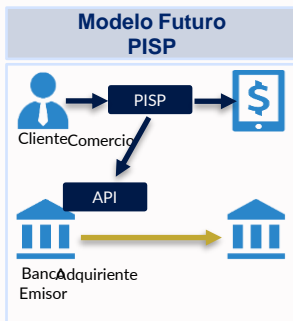 Modelo Futuro
PISP
PISP
Cliente
Comercio
$
API
Banco
Emisor
Adquiriente